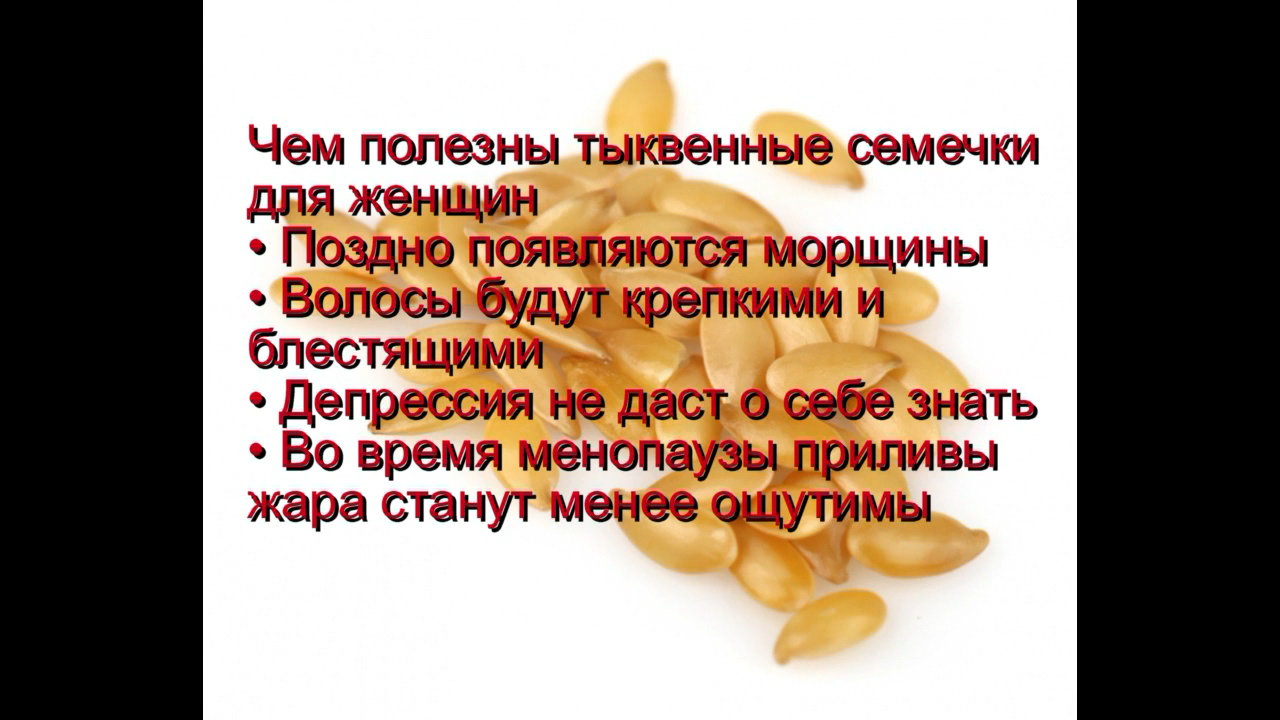 Чем полезны тыквенные семечки
для женщин
• Поздно появляются морщины
• Волосы будут крепкими и
блестящими
• Депрессия не даст о себе знать
• Во время менопаузы приливы
жара станут менее ощутимы